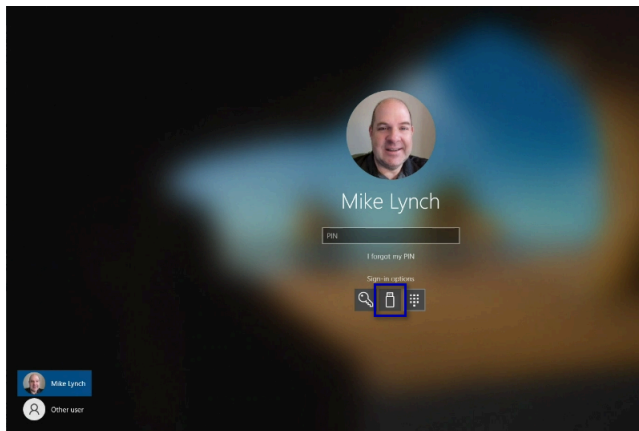 Mike Lynch
PIN
I forgot my PIN
Sign-in options
Mike Lynch
Other user